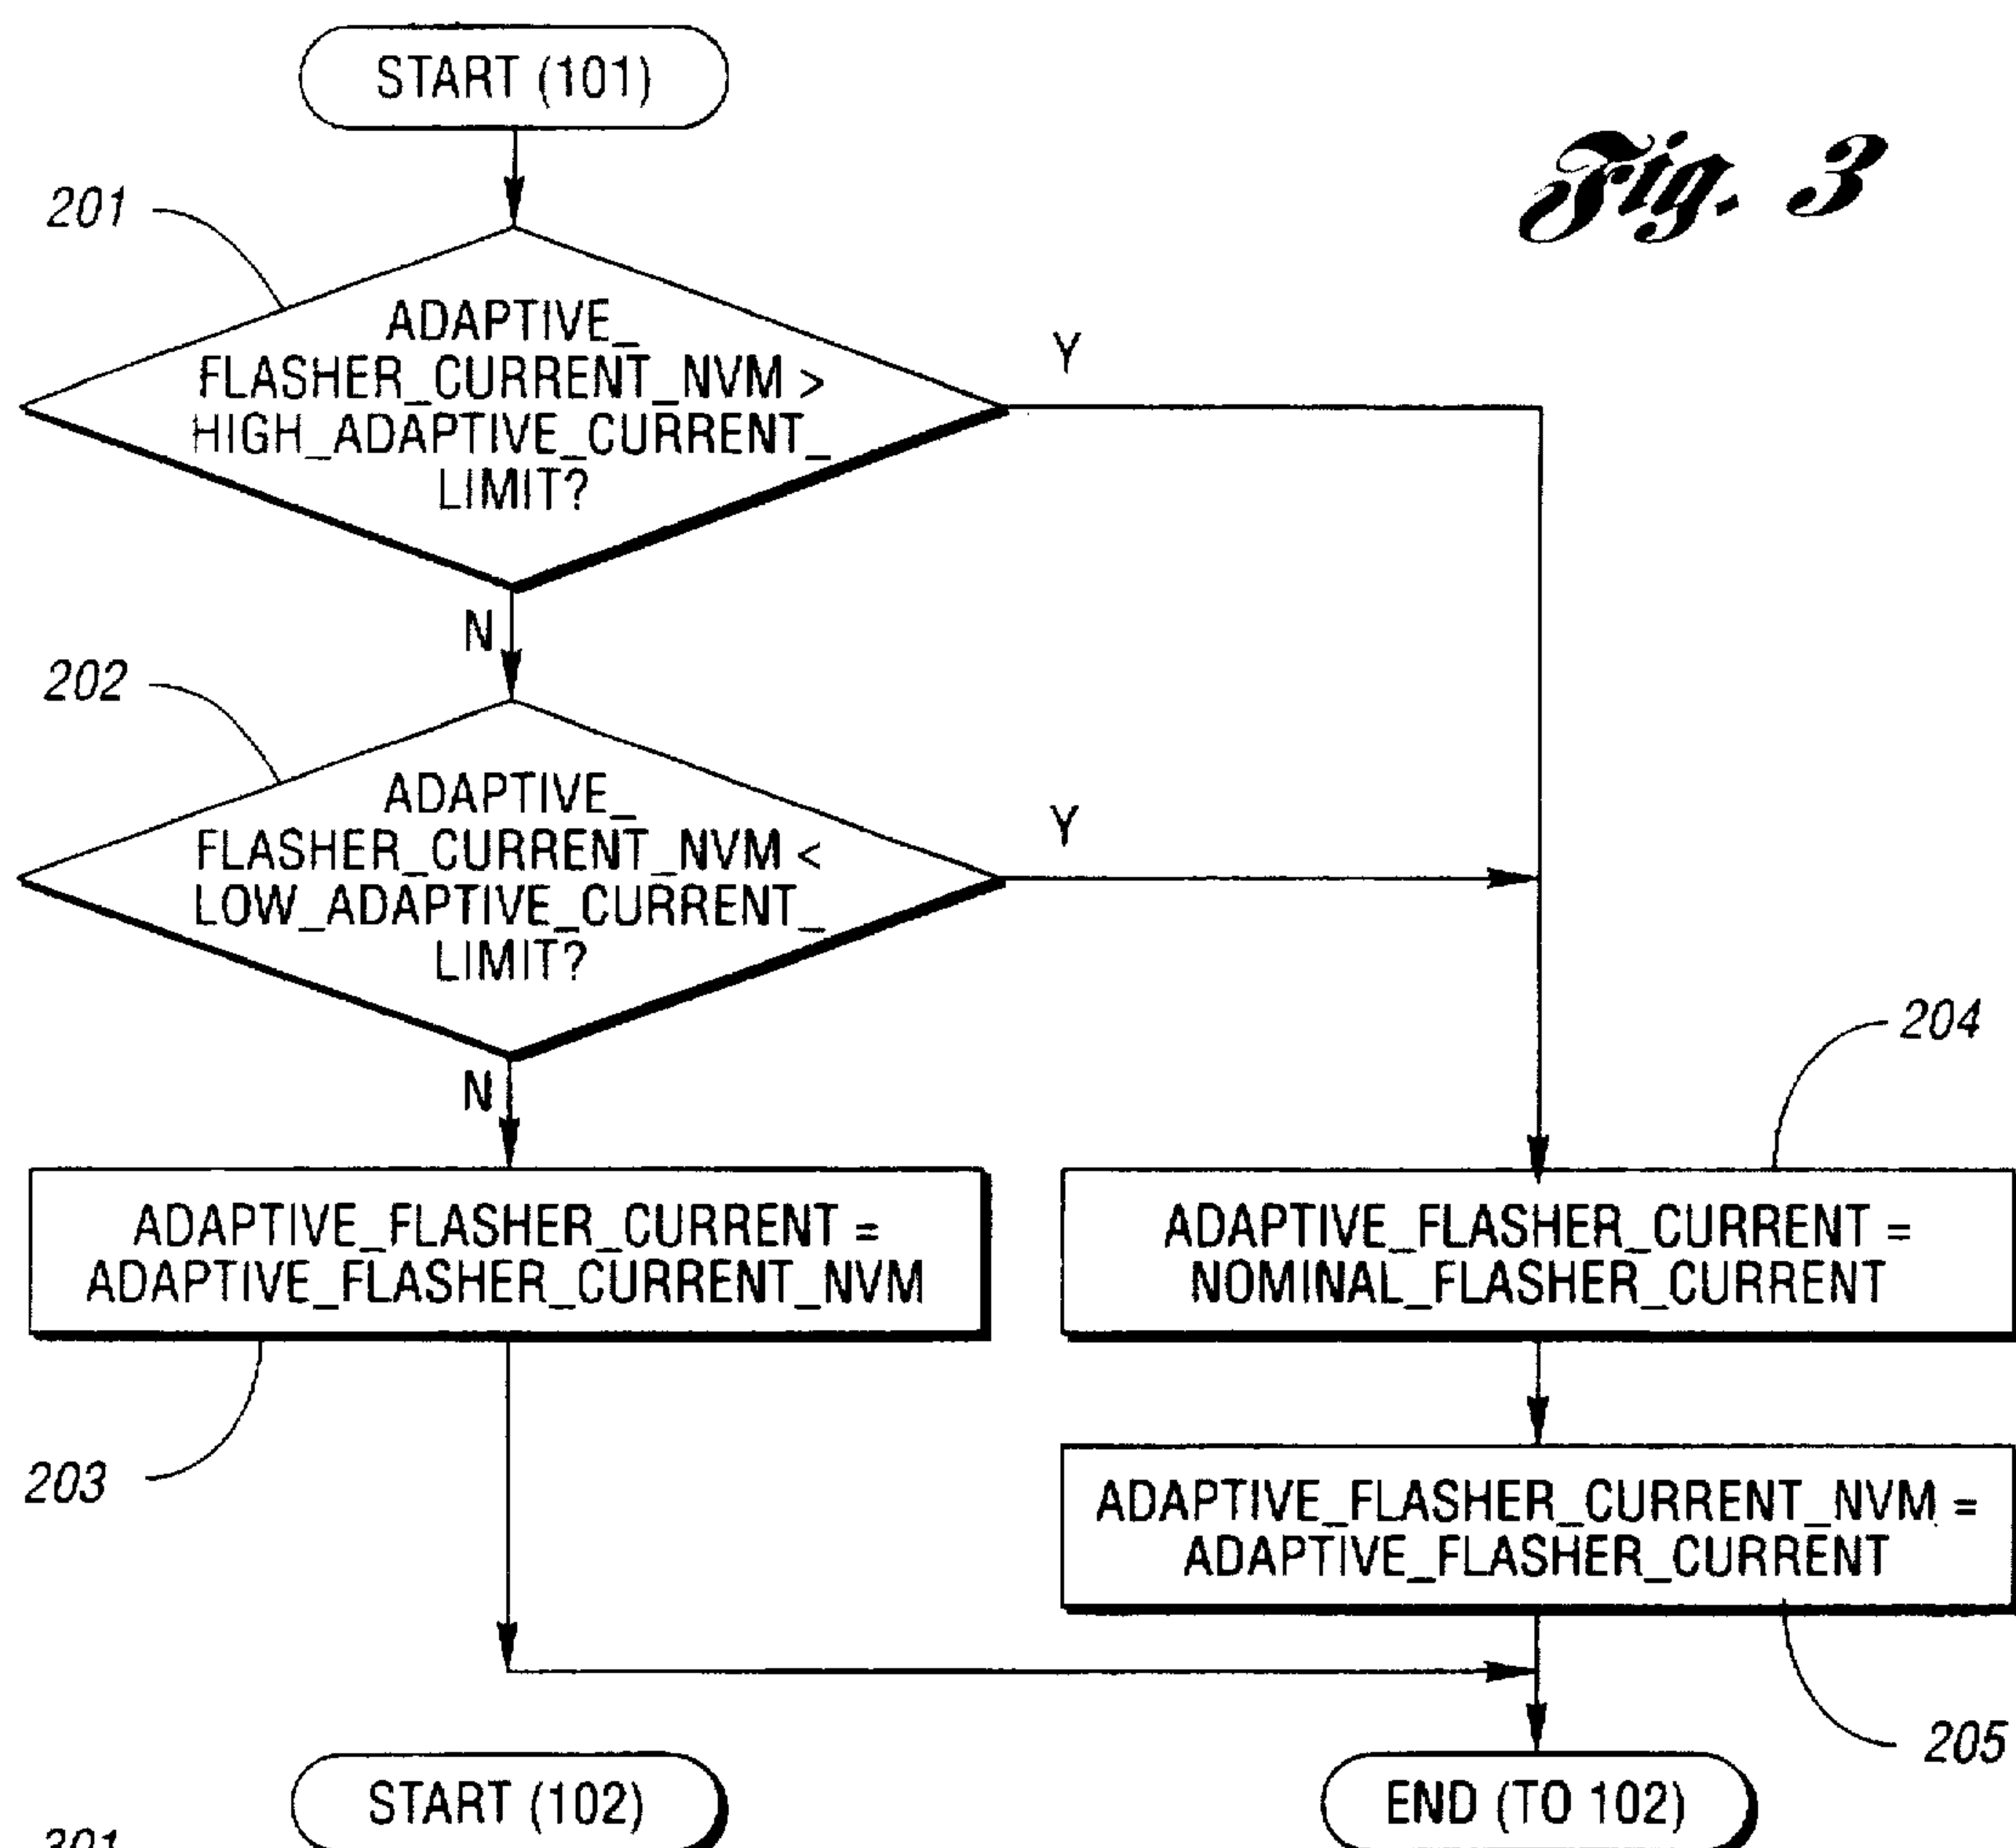 START (101)
Fig. 3
201
ADAPTIVE_
FLASHER_CURRENT_NVM >
HIGH_ADAPTIVE_CURRENT_
LIMIT?
Y
N
202
ADAPTIVE_
FLASHER_CURRENT_NVM <
LOW_ADAPTIVE_CURRENT_
LIMIT?
Y
N
204
ADAPTIVE_FLASHER_CURRENT =
ADAPTIVE_FLASHER_CURRENT_NVM
ADAPTIVE_FLASHER_CURRENT =
NOMINAL_FLASHER_CURRENT
203
ADAPTIVE_FLASHER_CURRENT_NVM =
ADAPTIVE_FLASHER_CURRENT
205
START (102)
END (TO 102)
301